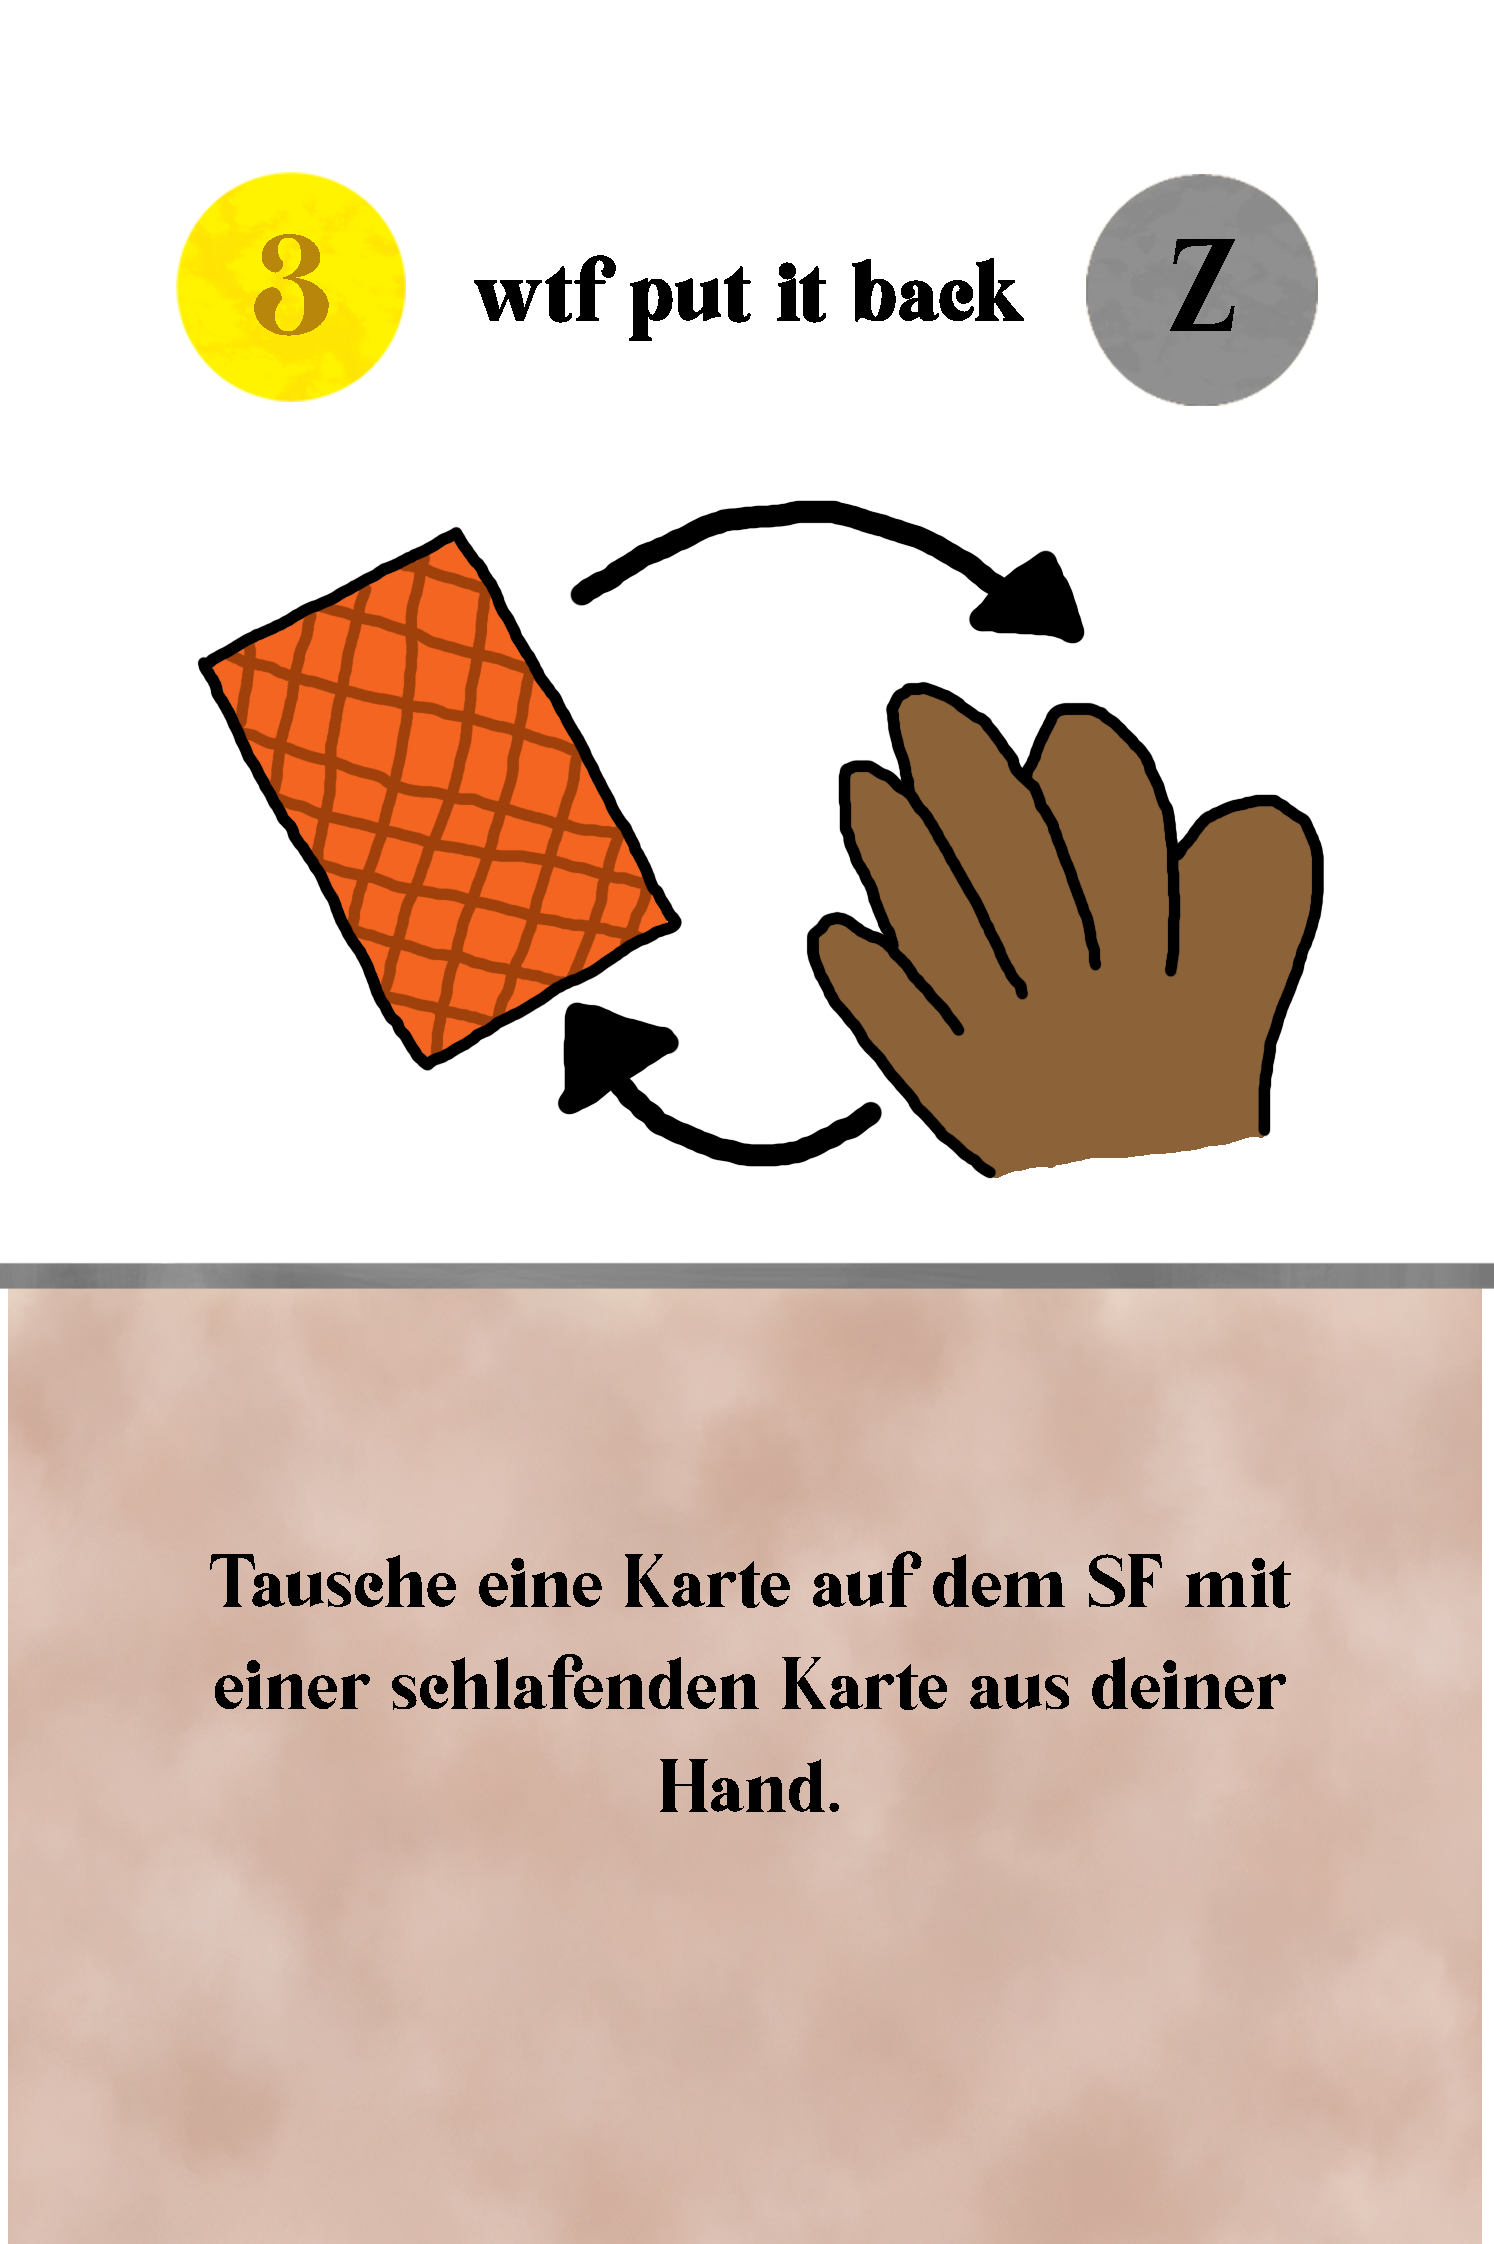 3 wtf put it back Z
Tausche eine Karte auf dem SF mit
einer schlafenden Karte aus deiner
Hand.